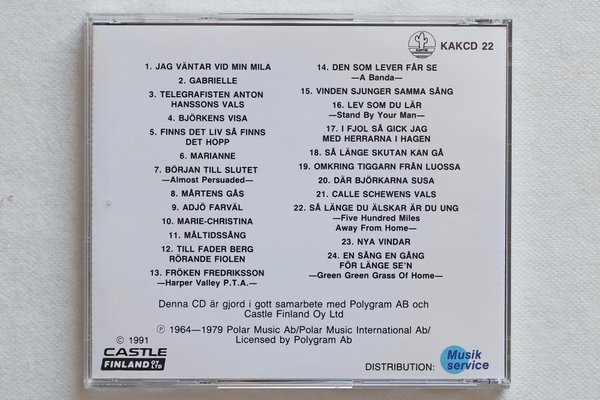 KAKCD 22
1. JAG VÄNTAR VID MIN MILA
2. GABRIELLE
3. TELEGRAFISTEN ANTON
HANSSONS VALS
4. BJÖRKENS VISA
5. FINNS DET LIV SÅ FINNS
DET HOPP
6. MARIANNE
7. BÖRJAN TILL SLUTET
—Almost Persuaded—
8. MÅRTENS GÅS
9. ADJÖ FARVÄL
10. MARIE-CHRISTINA
11. MÅLTIDSSÅNG
12. TILL FADER BERG
RÖRANDE FIOLEN
13. FRÖKEN FREDRIKSSON
—Harper Valley P.T.A.—
14. DEN SOM LEVER FÅR SE
—A Banda—
15. VINDEN SJUNGER SAMMA SÅNG
16. LEV SOM DU LÄR
—Stand By Your Man—
17. I FJOL SÅ GICK JAG
MED HERRARNA I HAGEN
18. SÅ LÄNGE SKUTAN KAN GÅ
19. OMKRING TIGGARN FRÅN LUOSSA
20. DÄR BJÖRKARNA SUSA
21. CALLE SCHEWENS VALS
22. SÅ LÄNGE DU ÄLSKAR ÄR DU UNG
—Five Hundred Miles
Away From Home—
23. NYA VINDAR
24. EN SÅNG EN GÅNG
FÖR LÄNGE SE'N
—Green Green Grass Of Home—
Denna CD är gjord i gott samarbete med Polygram AB och
Castle Finland Oy Ltd
℗ 1964—1979 Polar Music Ab/Polar Music International Ab/
Licensed by Polygram Ab
© 1991
CASTLE
FINLAND OY LTD
DISTRIBUTION:
Musik
service